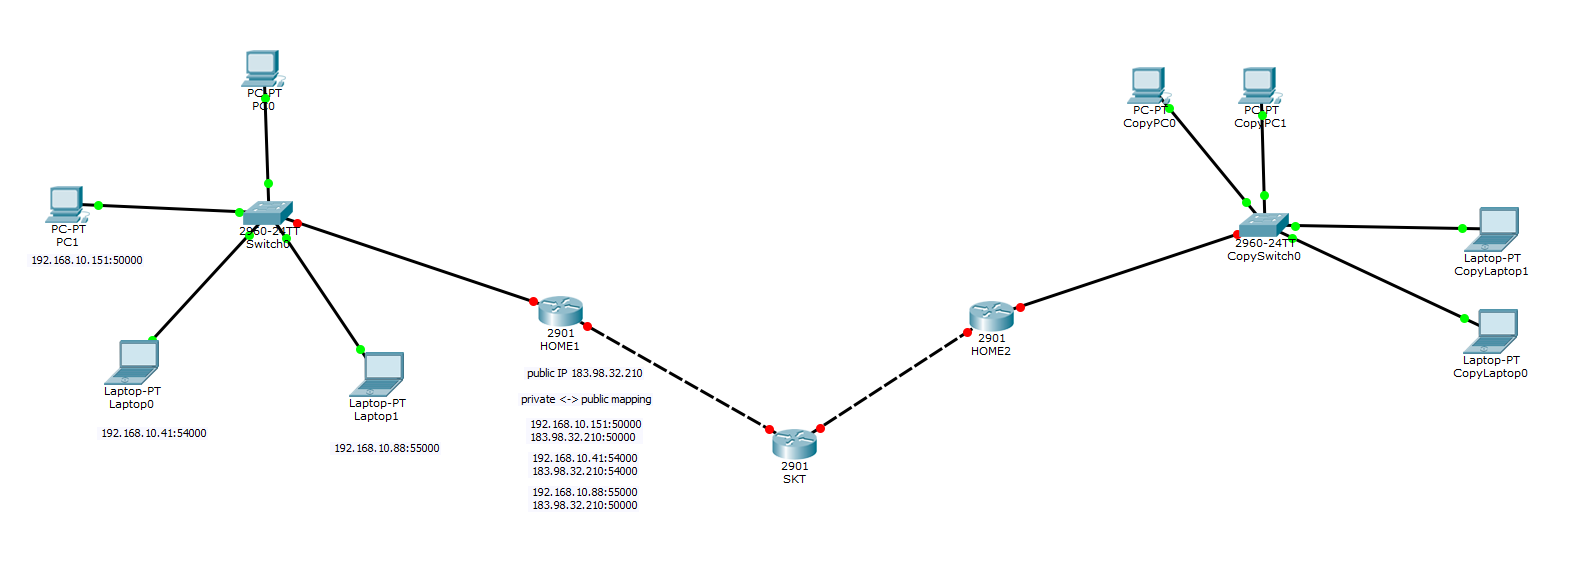 PC-PT
PC0
PC-PT
PC1
192.168.10.151:50000
2960-24TT
Switch0
Laptop-PT
Laptop0
192.168.10.41:54000
Laptop-PT
Laptop1
192.168.10.88:55000
2901
HOME1
public IP 183.98.32.210
private <-> public mapping
192.168.10.151:50000
183.98.32.210:50000
192.168.10.41:54000
183.98.32.210:54000
192.168.10.88:55000
183.98.32.210:50000
2901
SKT
2901
HOME2
PC-PT
CopyPC0
PC-PT
CopyPC1
2960-24TT
CopySwitch0
Laptop-PT
CopyLaptop1
Laptop-PT
CopyLaptop0